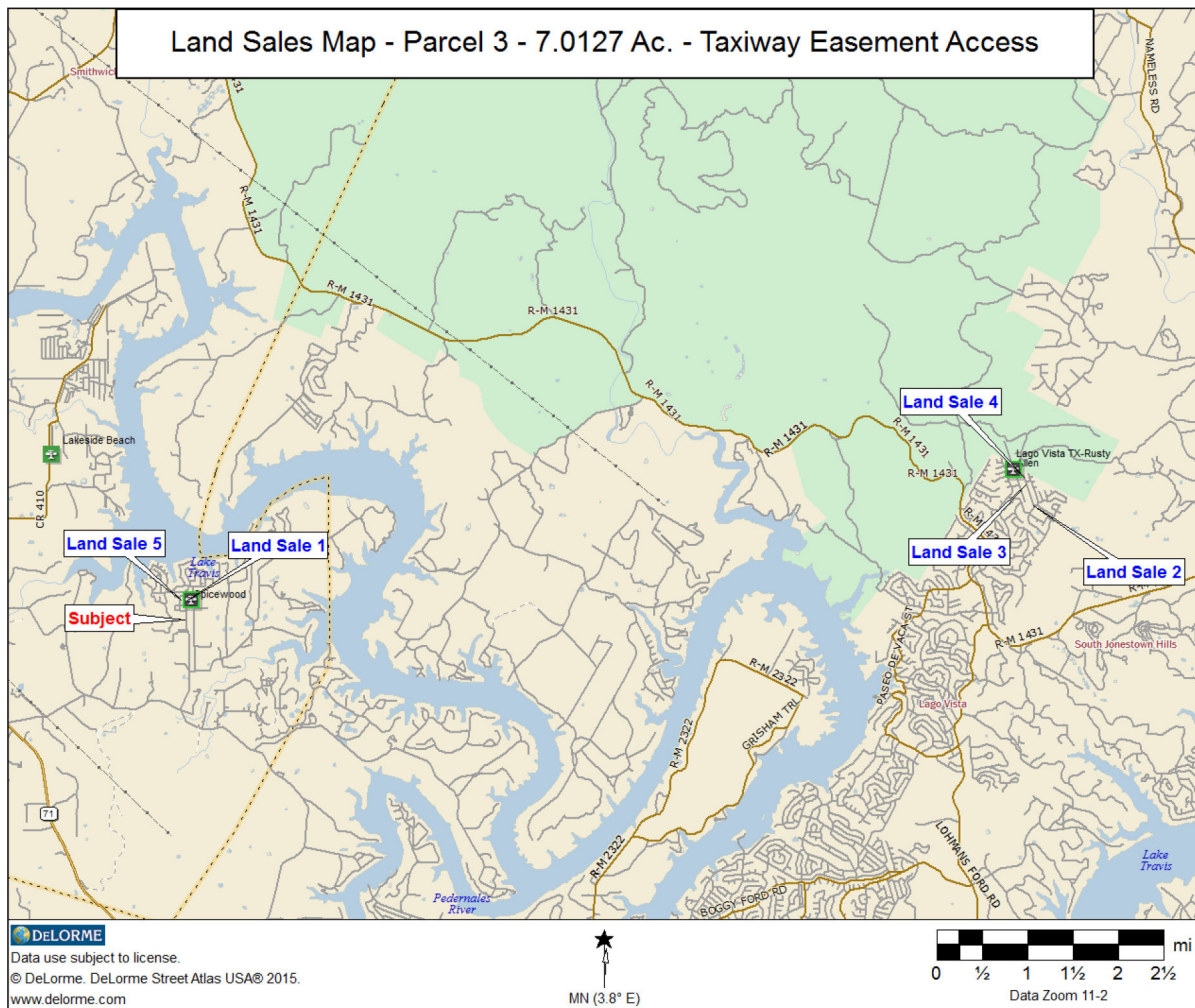 Land Sales Map - Parcel 3 - 7.0127 Ac. - Taxiway Easement Access
NAMELESS RD
R-M 1431
R-M 1431
R-M 1431
R-M 1431
R-M 1431
R-M 1431
R-M 1431
Land Sale 4
Lago Vista TX-Rusty
Allen
Lakeside Beach
CR 410
Land Sale 5
Land Sale 1
Land Sale 3
Land Sale 2
Lake
Travis
Spicewood
Subject
R-M 1431
South Jonestown Hills
R-M 2322
PASEO DE VACA ST
GRISHAM TRL
Lago Vista
R-M 2322
71
R-M 2322
LOHMANS FORD RD
Lake
Travis
Pedernales
River
BOGGY FORD RD
DELORME
Data use subject to license.
© DeLorme. DeLorme Street Atlas USA® 2015.
www.delorme.com
MN (3.8° E)
mi
0 ½ 1 1½ 2 2½
Data Zoom 11-2